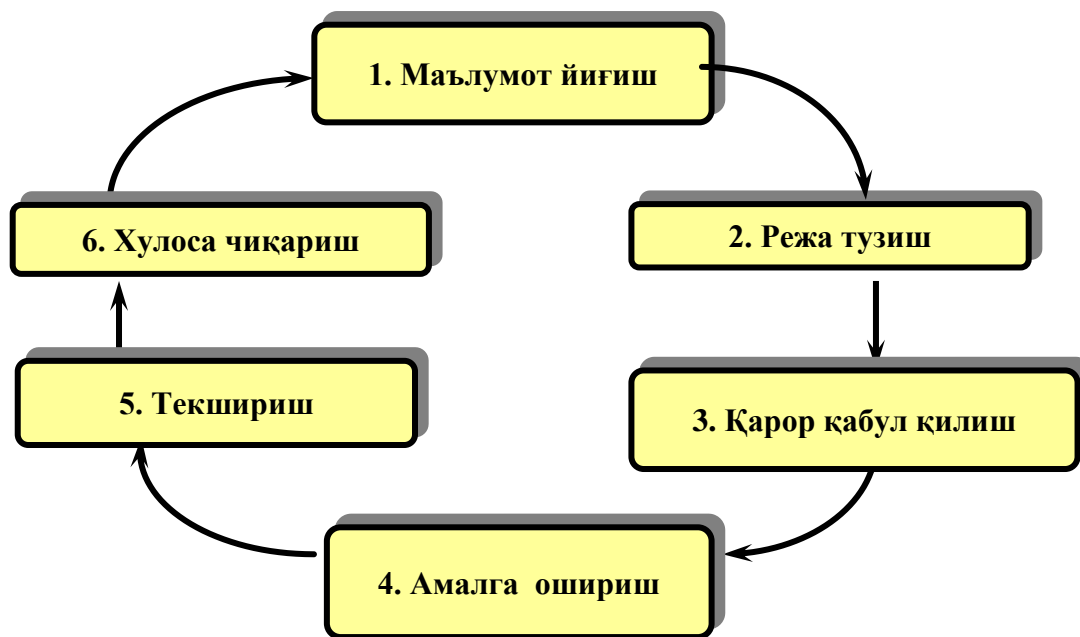 1. Маълумот йиғиш
2. Режа тузиш
3. Қарор қабул қилиш
4. Амалга ошириш
5. Текшириш
6. Хулоса чиқариш